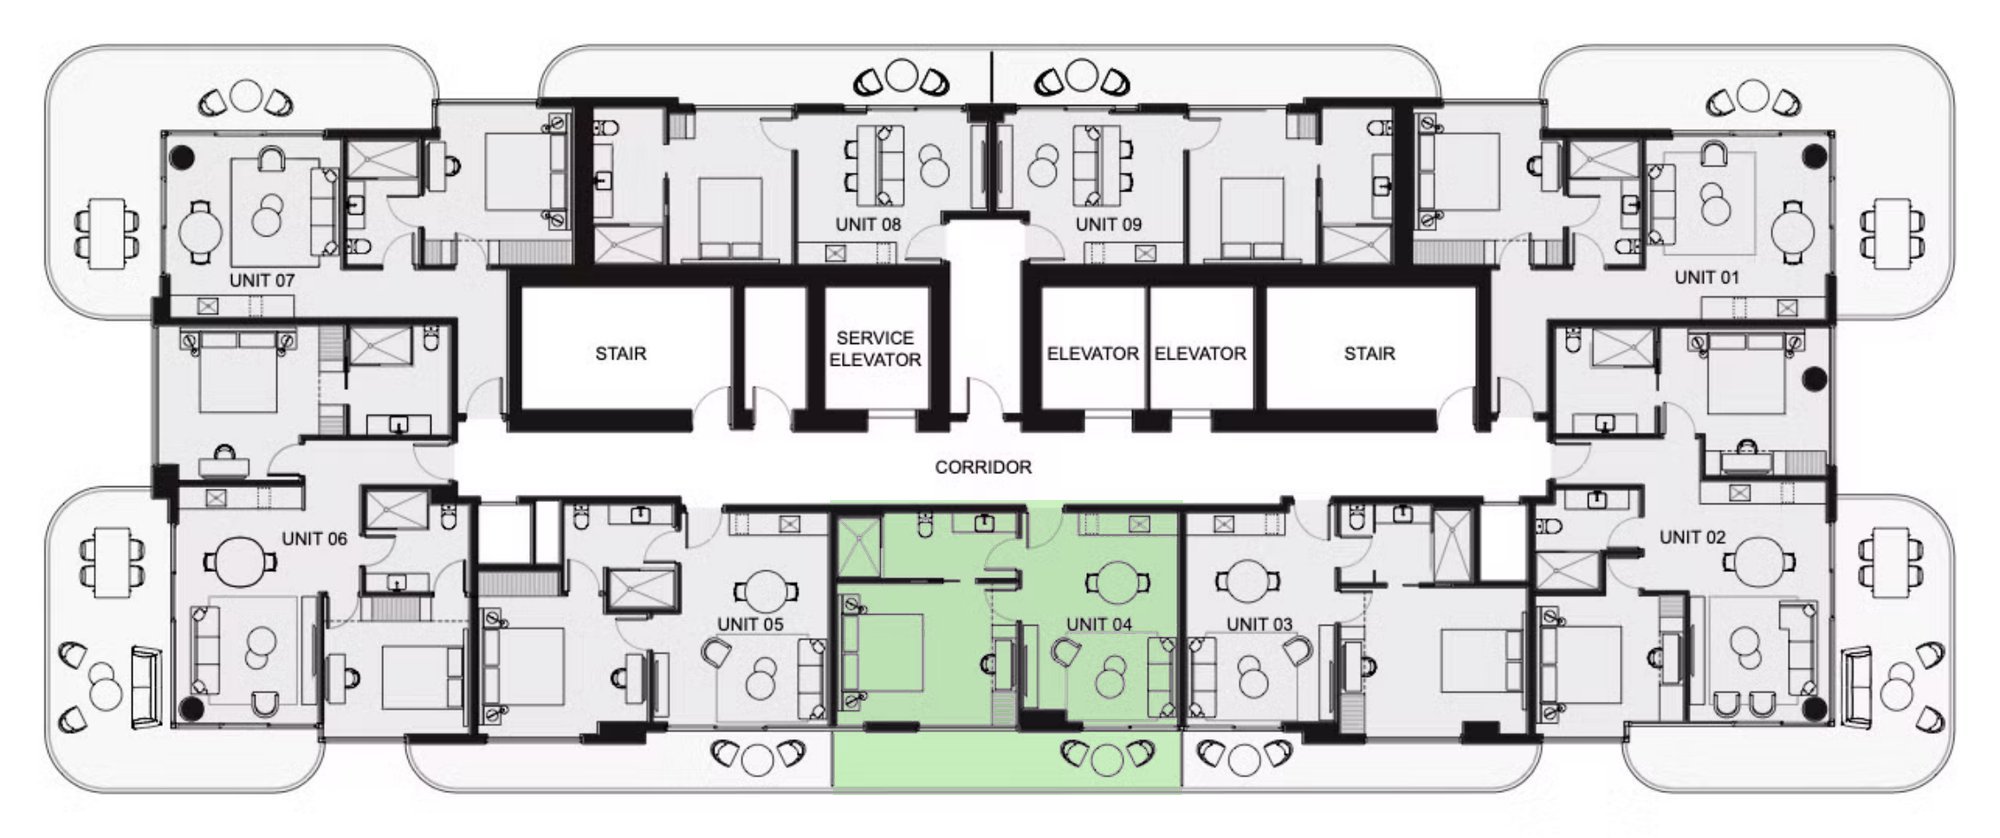 UNIT 08
UNIT 09
UNIT 07
UNIT 01
STAIR
SERVICE
ELEVATOR
ELEVATOR
ELEVATOR
STAIR
CORRIDOR
UNIT 06
UNIT 02
UNIT 05
UNIT 04
UNIT 03